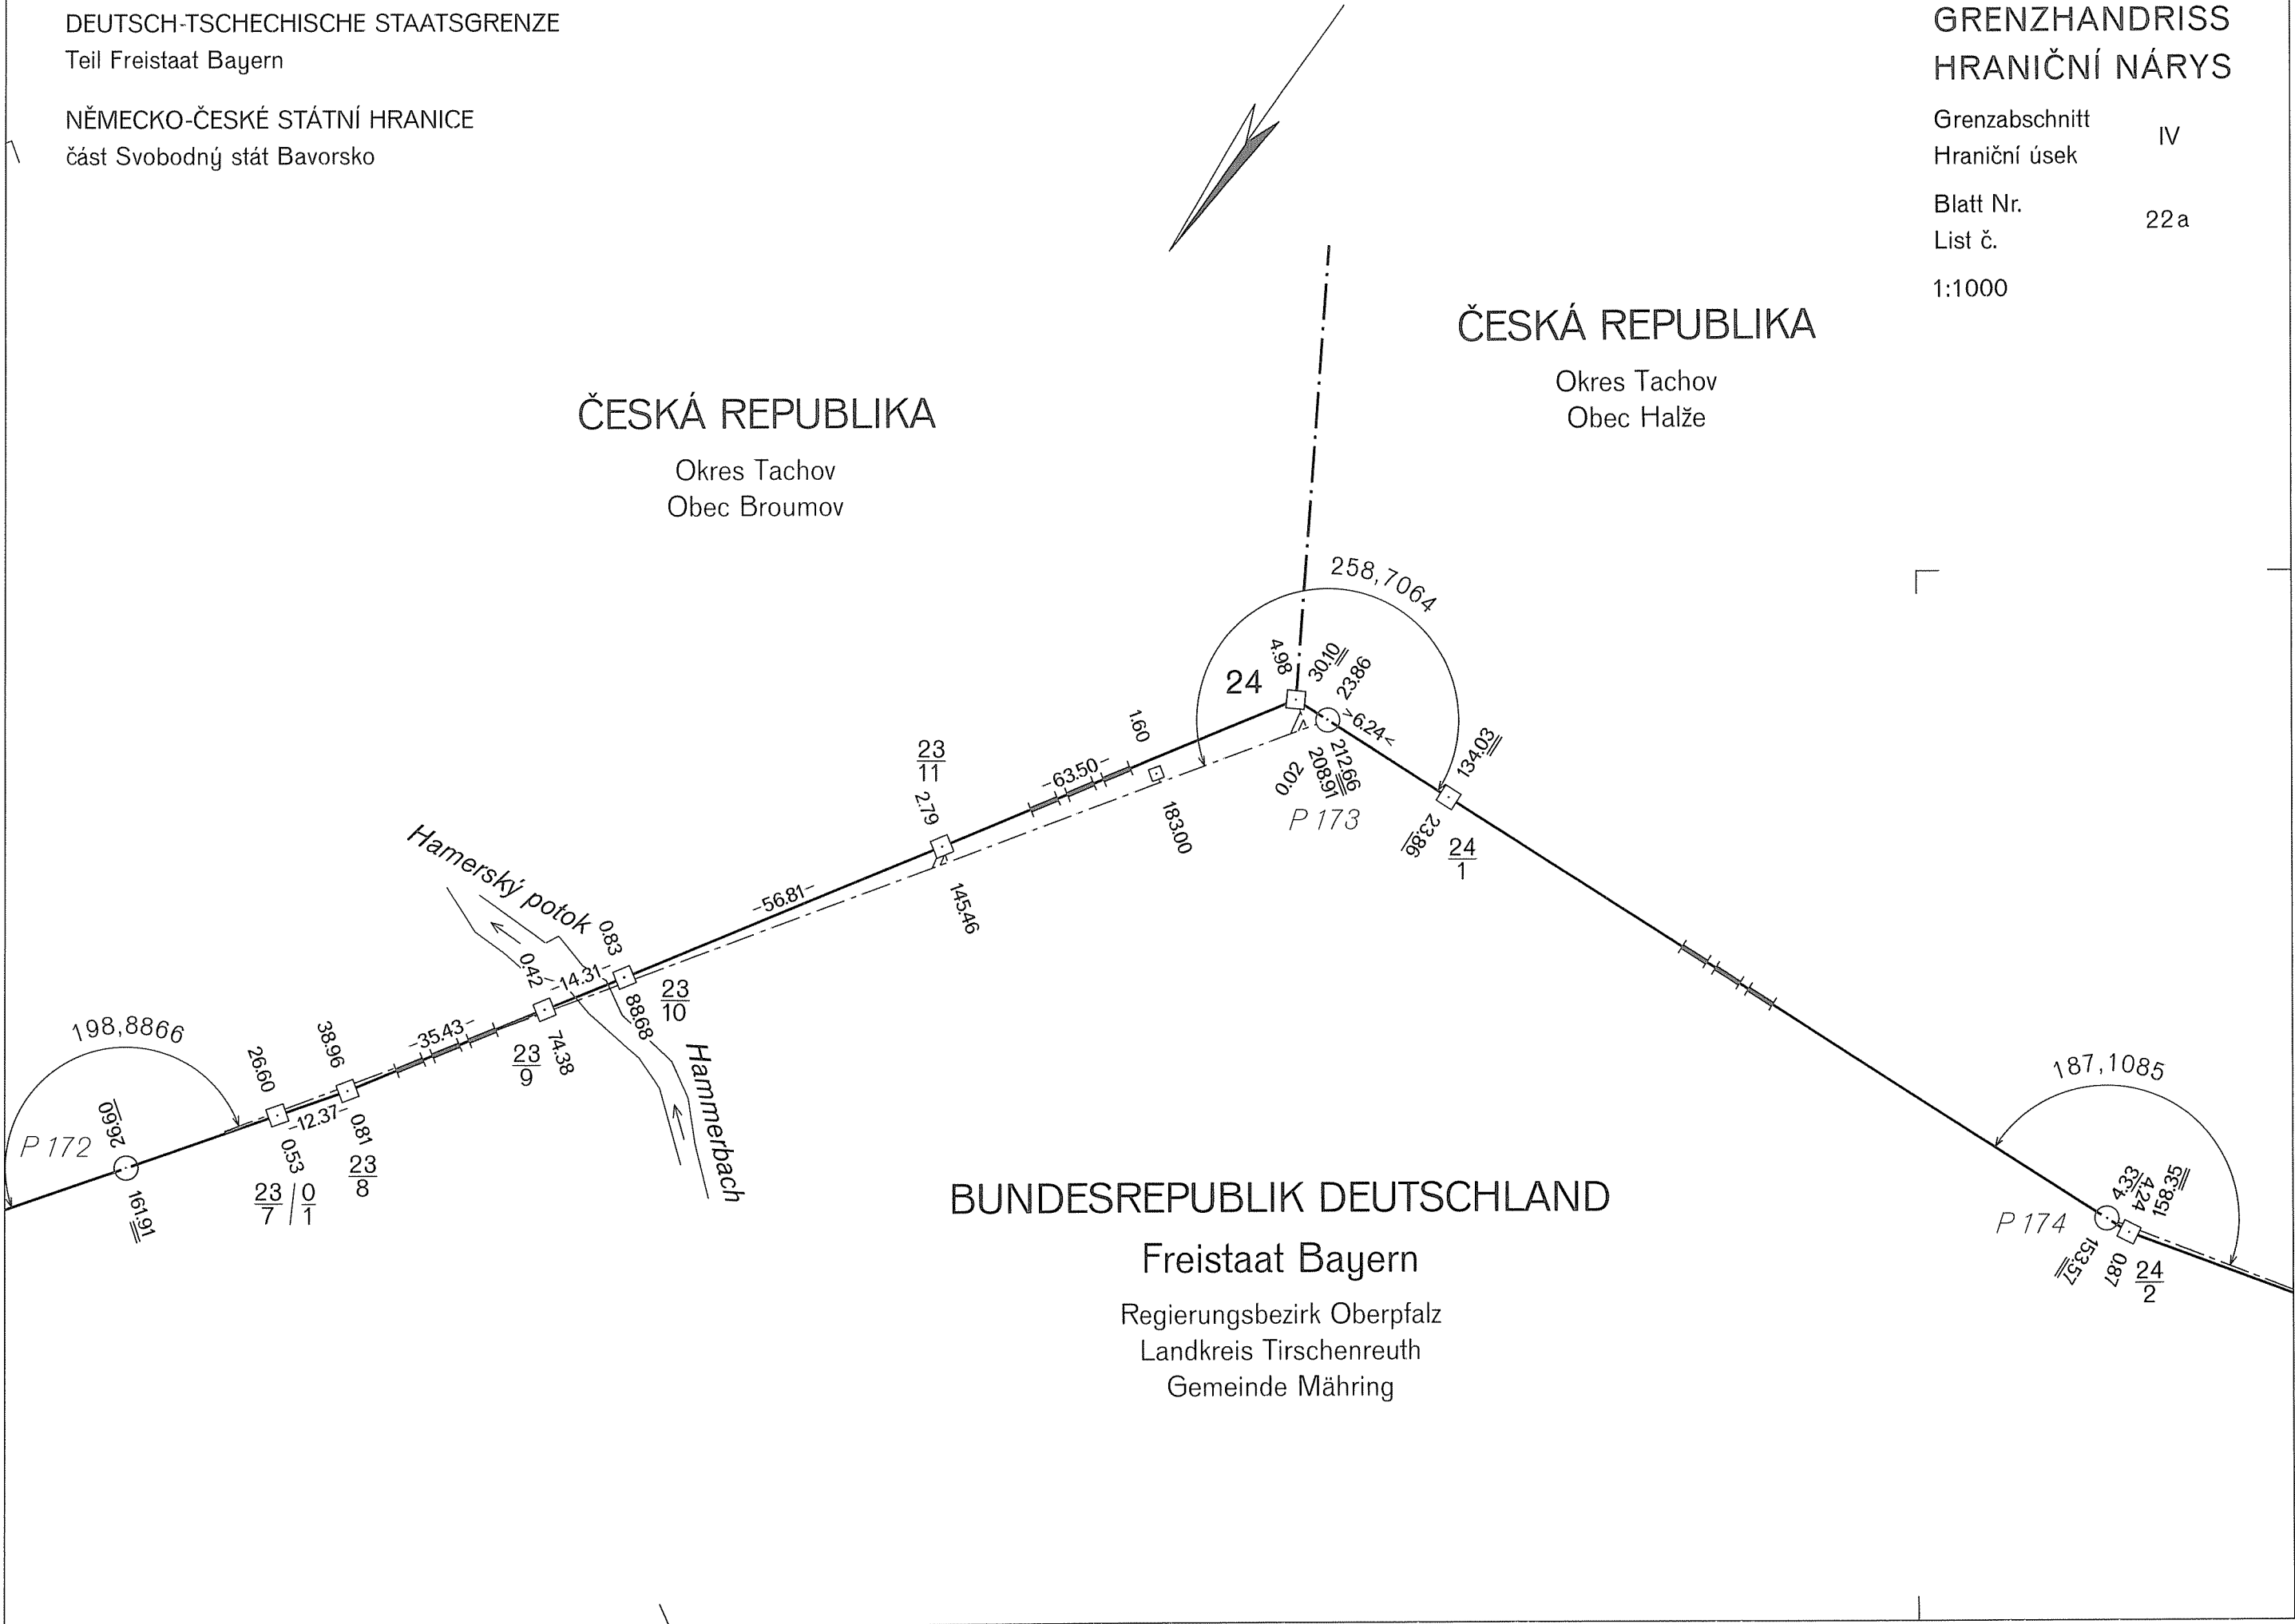 DEUTSCH-TSCHECHISCHE STAATSGRENZE
Teil Freistaat Bayern
NĚMECKO-ČESKÉ STÁTNÍ HRANICE
část Svobodný stát Bavorsko
GRENZHANDRISS
HRANIČNÍ NÁRYS
Grenzabschnitt
Hraniční úsek
IV
Blatt Nr.
List č.
22a
1:1000
ČESKÁ REPUBLIKA
Okres Tachov
Obec Halže
ČESKÁ REPUBLIKA
Okres Tachov
Obec Broumov
258,7064
4.98
30.10
23.86
24
>6.24<
212.66
208.91
0.02
P 173
134.03
23.86
24
1
1.60
-63.50-
183.00
23
11
2.79
145.46
-56.81-
Hamerský potok
0.83
0.42
-14.31-
23
10
88.68
74.38
23
9
-35.43-
Hammerbach
198,8866
38.96
26.60
-12.37-
0.81
0.53
23
8
23
7
/
0
1
26.60
P 172
161.91
187,1085
4.33
4.24
158.35
P 174
153.57
0.87
24
2
BUNDESREPUBLIK DEUTSCHLAND
Freistaat Bayern
Regierungsbezirk Oberpfalz
Landkreis Tirschenreuth
Gemeinde Mähring